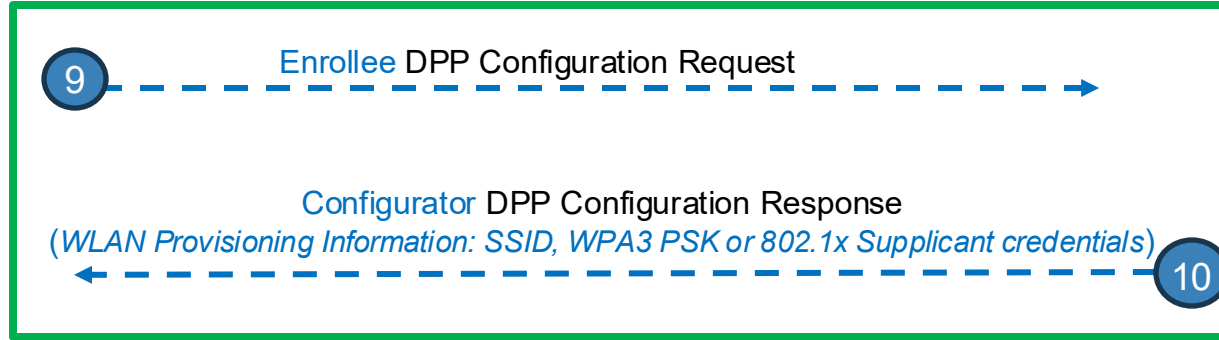 9
Enrollee DPP Configuration Request
Configurator DPP Configuration Response
(WLAN Provisioning Information: SSID, WPA3 PSK or 802.1x Supplicant credentials)
10